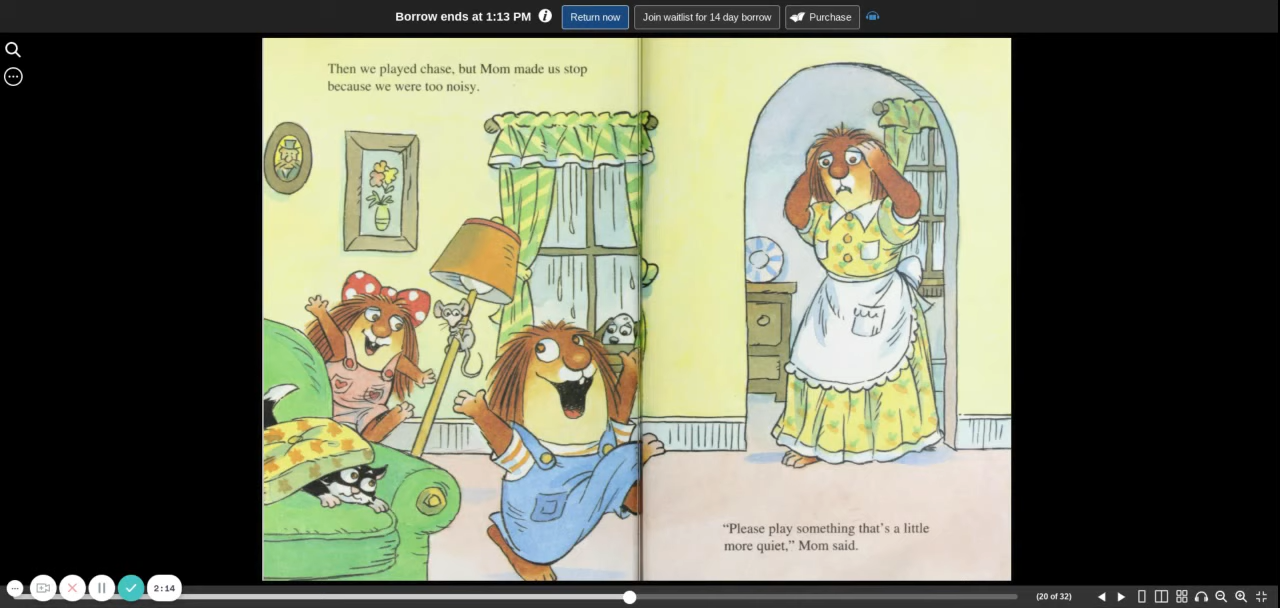 Borrow ends at 1:13 PM
Return now
Join waitlist for 14 day borrow
Purchase
Then we played chase, but Mom made us stop
because we were too noisy.
“Please play something that’s a little
more quiet,” Mom said.
2:14
(20 of 32)